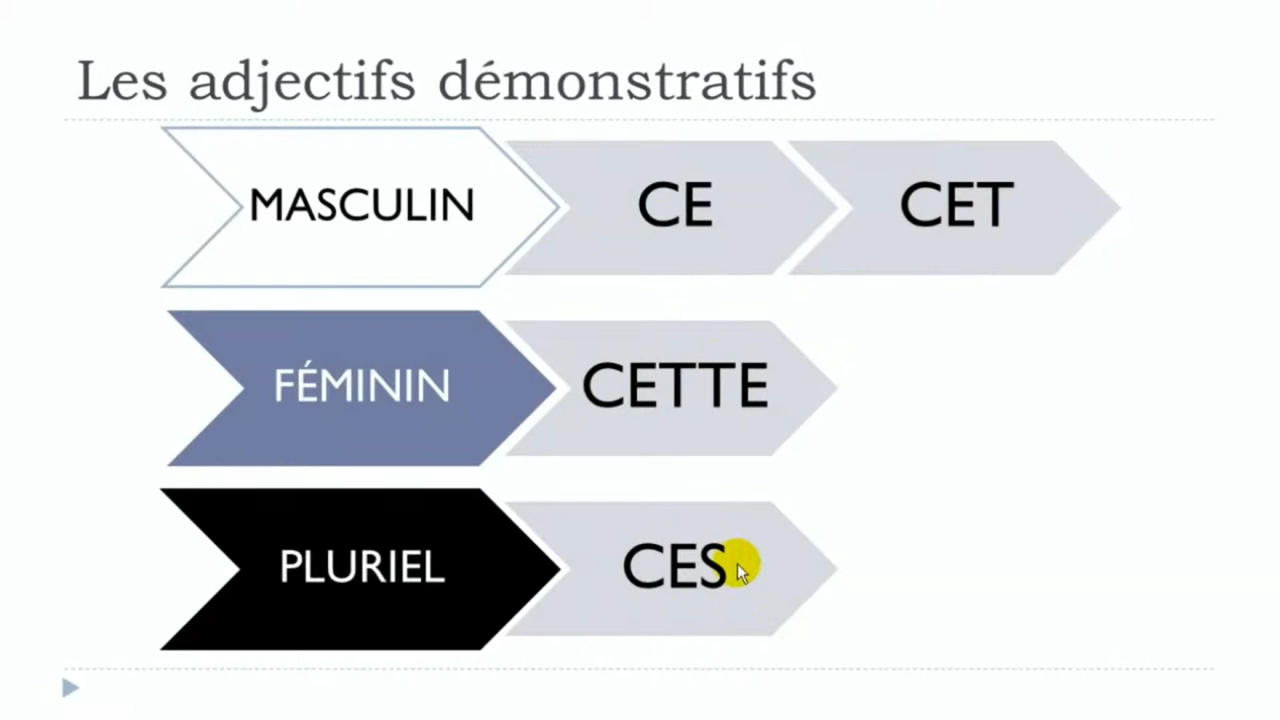 Les adjectifs démonstratifs
MASCULIN CE CET
FÉMININ CETTE
PLURIEL CES